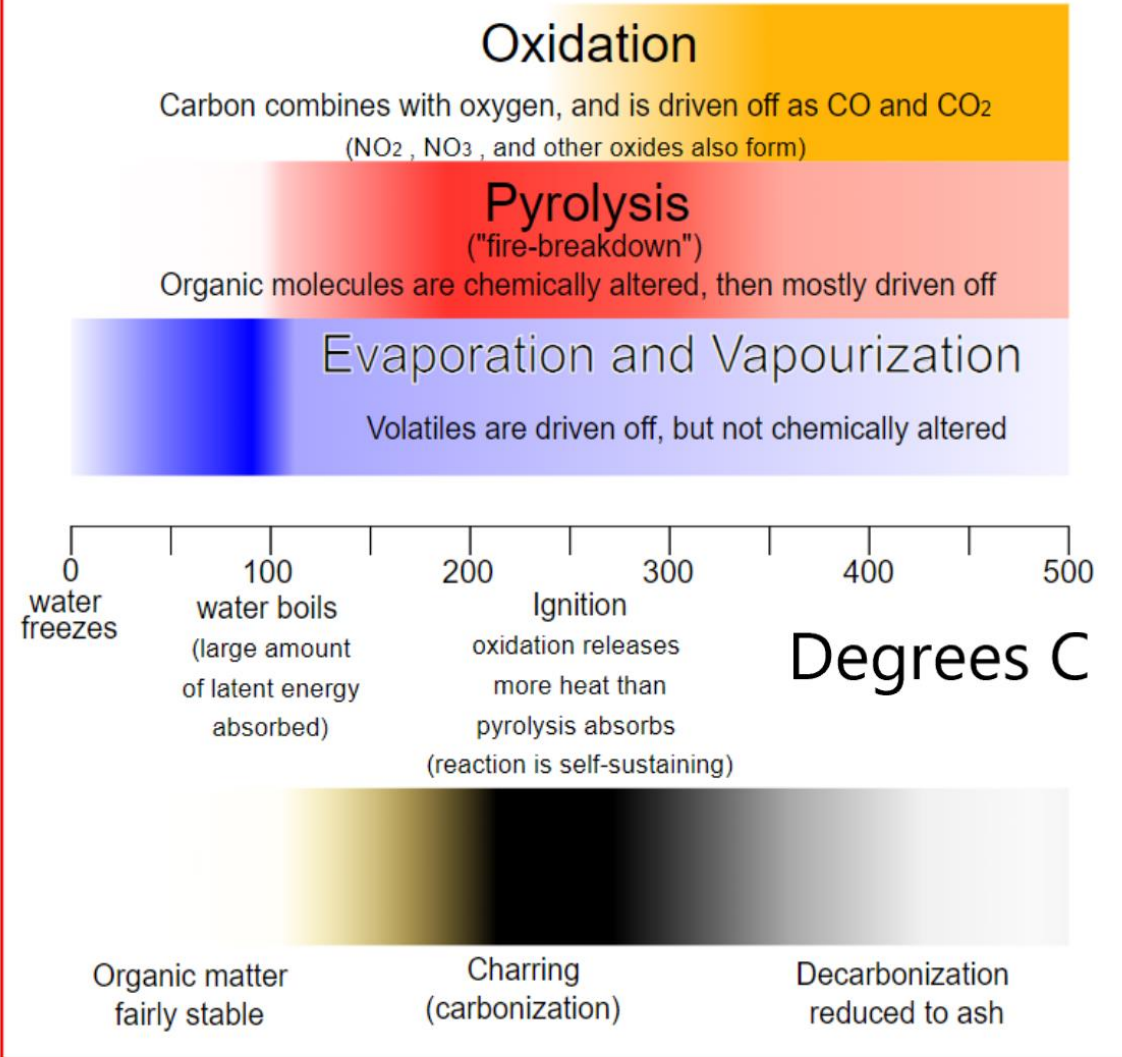 Oxidation
Carbon combines with oxygen, and is driven off as CO and CO2
(NO2 , NO3 , and other oxides also form)
Pyrolysis
("fire-breakdown")
Organic molecules are chemically altered, then mostly driven off
Evaporation and Vapourization
Volatiles are driven off, but not chemically altered
0 100 200 300 400 500
water
freezes
water boils
(large amount
of latent energy
absorbed)
Ignition
oxidation releases
more heat than
pyrolysis absorbs
(reaction is self-sustaining)
Degrees C
Organic matter
fairly stable
Charring
(carbonization)
Decarbonization
reduced to ash